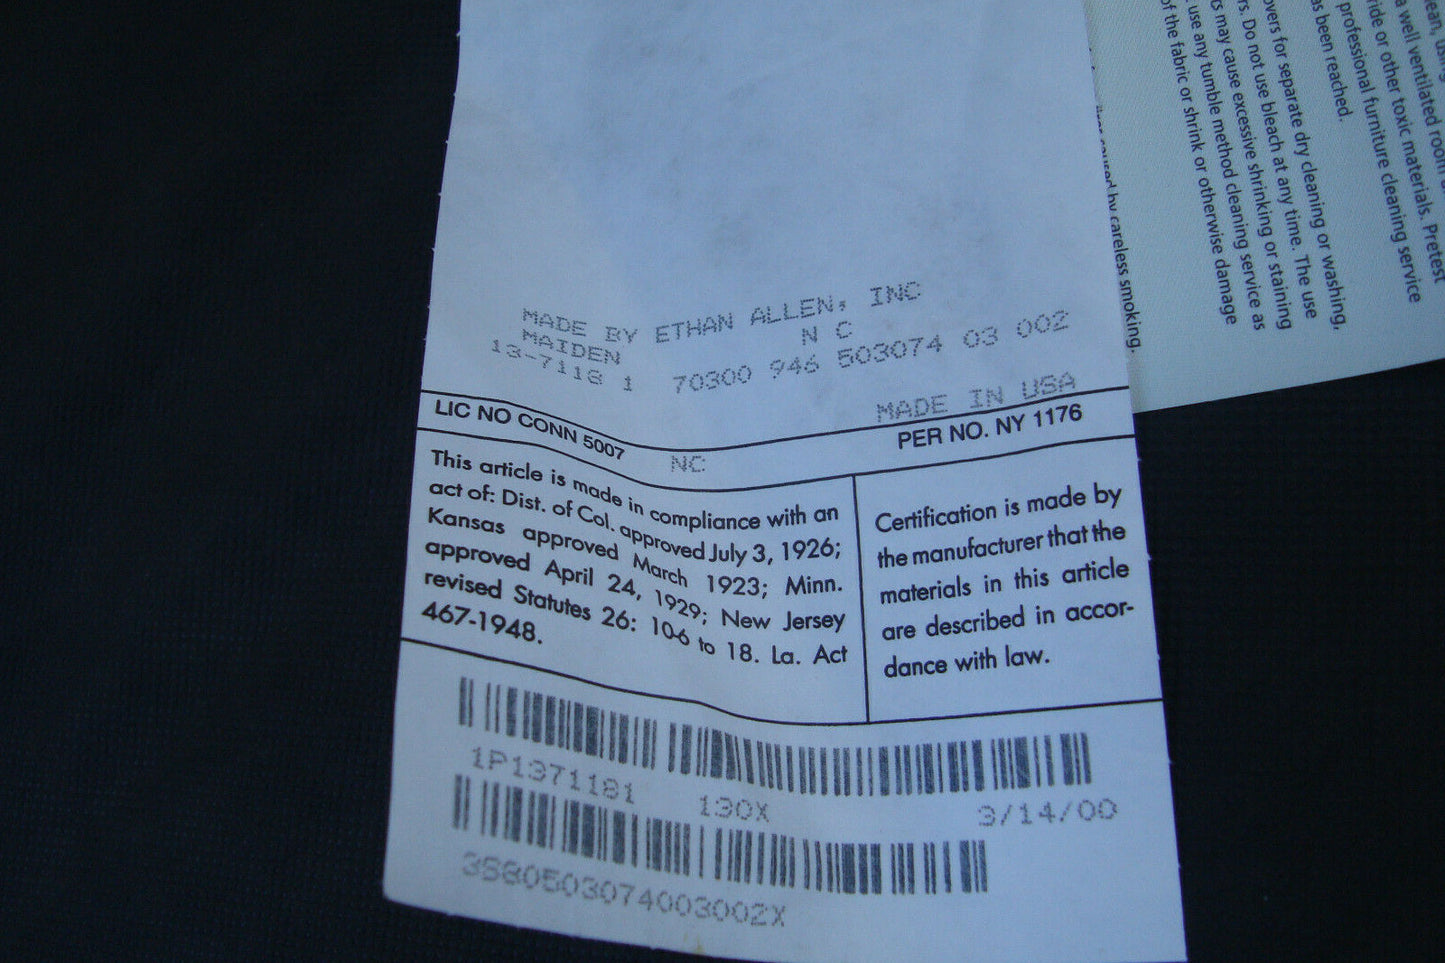 MADE BY ETHAN ALLEN, INC
MAIDEN N C
13-7118 1 70300 946 503074 03 002
MADE IN USA
LIC NO CONN 5007 NC PER NO. NY 1176
This article is made in compliance with an
act of: Dist. of Col. approved July 3, 1926;
Kansas approved March 1923; Minn.
approved April 24, 1929; New Jersey
revised Statutes 26: 10-6 to 18. La. Act
467-1948.
Certification is made by
the manufacturer that the
materials in this article
are described in accor-
dance with law.
1P1371181 130X 3/14/00
3S80503074003002X
caused by careless smoking.
a well ventilated room
ride or other toxic materials. Pretest
professional furniture cleaning service
as been reached.
overs for separate dry cleaning or washing.
rs. Do not use bleach at any time. The use
ts may cause excessive shrinking or staining
use any tumble method cleaning service as
of the fabric or shrink or otherwise damage